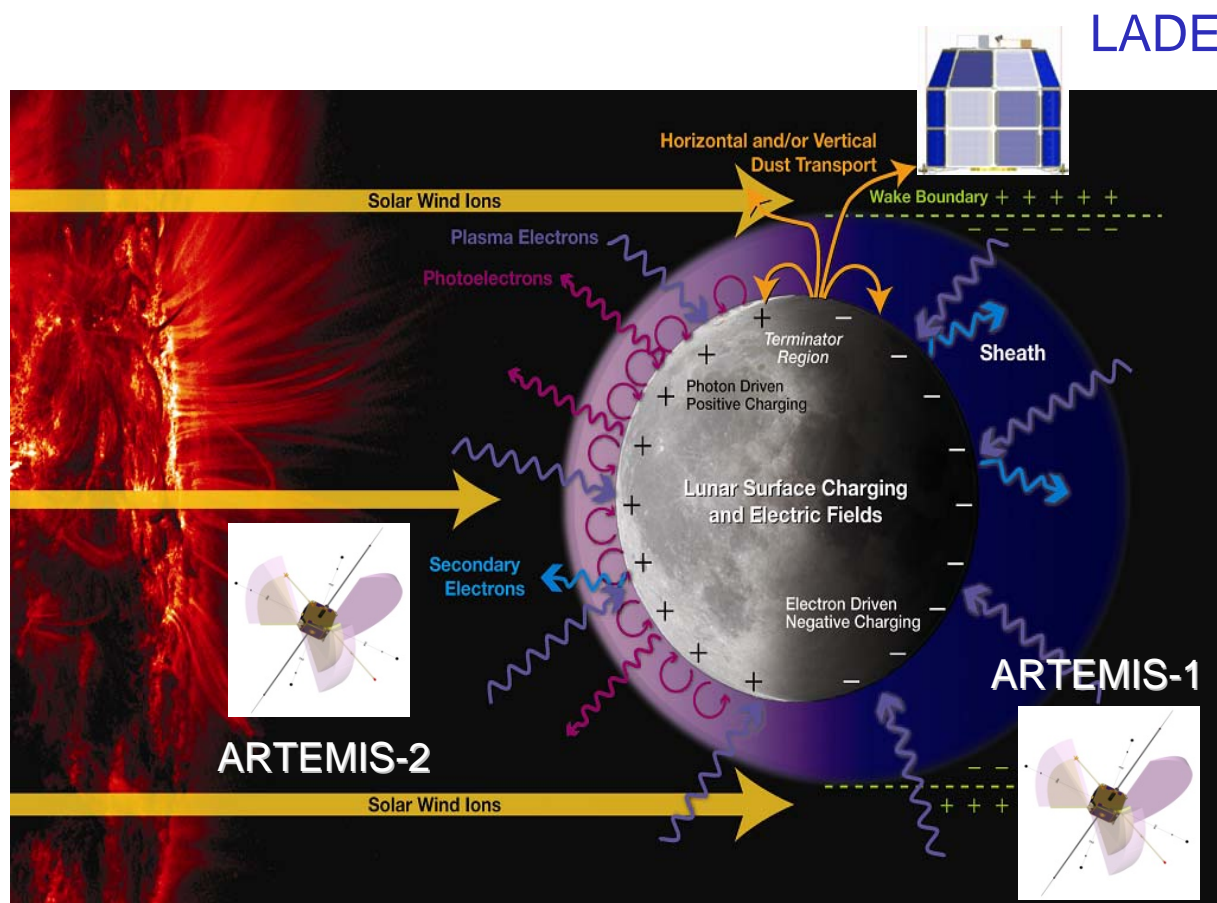 LADE
Horizontal and/or Vertical
Dust Transport
Solar Wind Ions
Wake Boundary + + + + +
− − − − −
Plasma Electrons
Photoelectrons
+
−
Terminator
Region
Sheath
+
−
Photon Driven
Positive Charging
+
−
+
−
Lunar Surface Charging
and Electric Fields
+
−
Secondary
Electrons
+
−
Electron Driven
Negative Charging
+
−
+
−
+
−
ARTEMIS-1
ARTEMIS-2
− −
Solar Wind Ions
+ + +